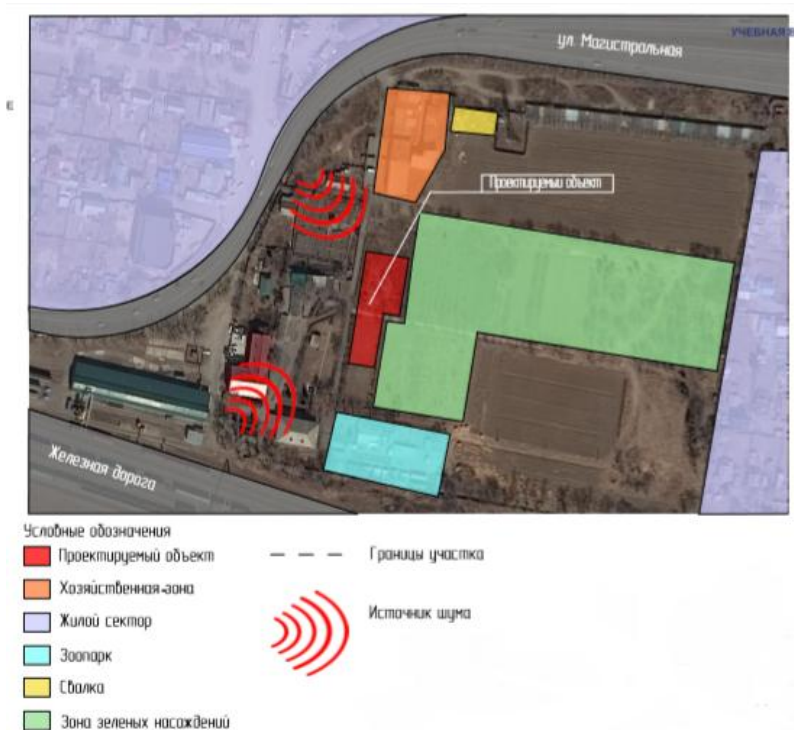 ул. Магистральная
УЧЕБНАЯ
Проектируемый объект
Железная дорога
Условные обозначения
Проектируемый объект
Границы участка
Хозяйственная зона
Источник шума
Жилой сектор
Зоопарк
Свалка
Зона зеленых насаждений